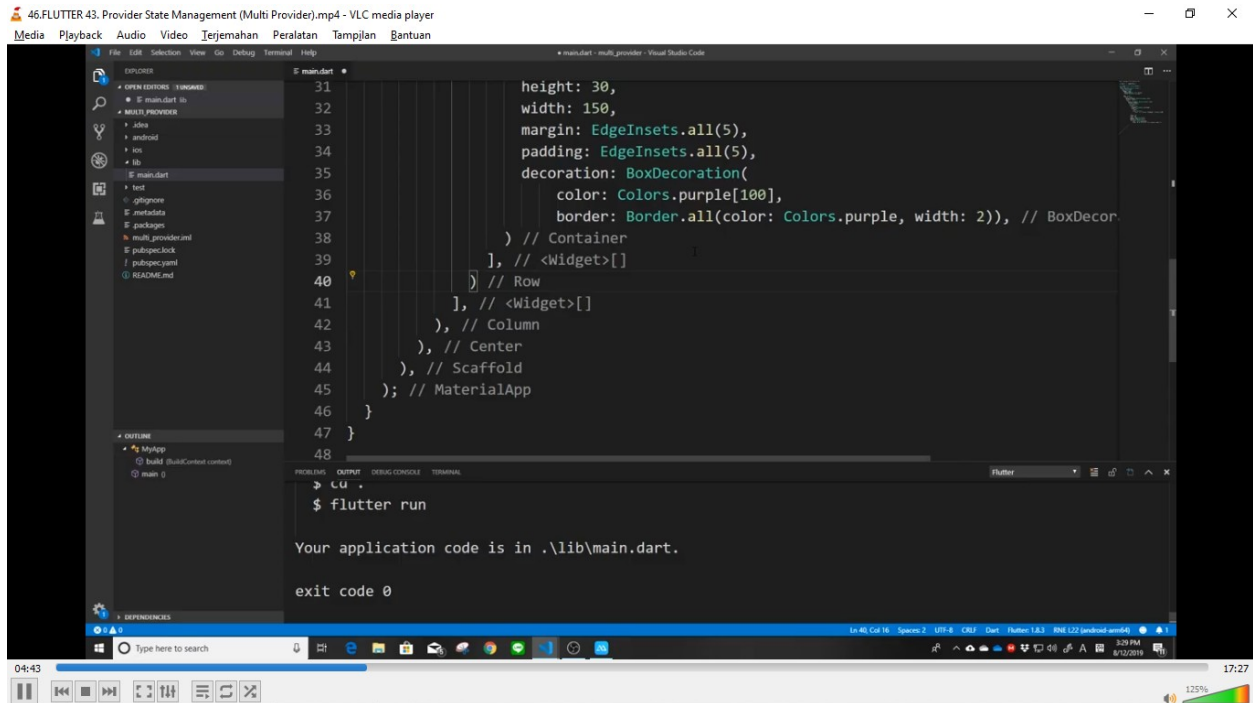 46.FLUTTER 43. Provider State Management (Multi Provider).mp4 - VLC media player
Media Playback Audio Video Terjemahan Peralatan Tampilan Bantuan
File Edit Selection View Go Debug Terminal Help
• main.dart - multi_provider - Visual Studio Code
EXPLORER
OPEN EDITORS 1 UNSAVED
main.dart lib
MULTI_PROVIDER
.idea
android
ios
lib
main.dart
test
.gitignore
.metadata
.packages
multi_provider.iml
pubspec.lock
pubspec.yaml
README.md
OUTLINE
MyApp
build (BuildContext context)
main ()
DEPENDENCIES
main.dart •
31 height: 30,
32 width: 150,
33 margin: EdgeInsets.all(5),
34 padding: EdgeInsets.all(5),
35 decoration: BoxDecoration(
36 color: Colors.purple[100],
37 border: Border.all(color: Colors.purple, width: 2)), // BoxDecor
38 ) // Container
39 ], // <Widget>[]
40 ) // Row
41 ], // <Widget>[]
42 ), // Column
43 ), // Center
44 ), // Scaffold
45 ); // MaterialApp
46 }
47 }
48
PROBLEMS OUTPUT DEBUG CONSOLE TERMINAL
Flutter
$ cd .
$ flutter run
Your application code is in .\lib\main.dart.
exit code 0
0 0
Ln 40, Col 16 Spaces: 2 UTF-8 CRLF Dart Flutter: 1.8.3 RNE L22 (android-arm64) 1
Type here to search
3:29 PM
8/12/2019
04:43
17:27
125%